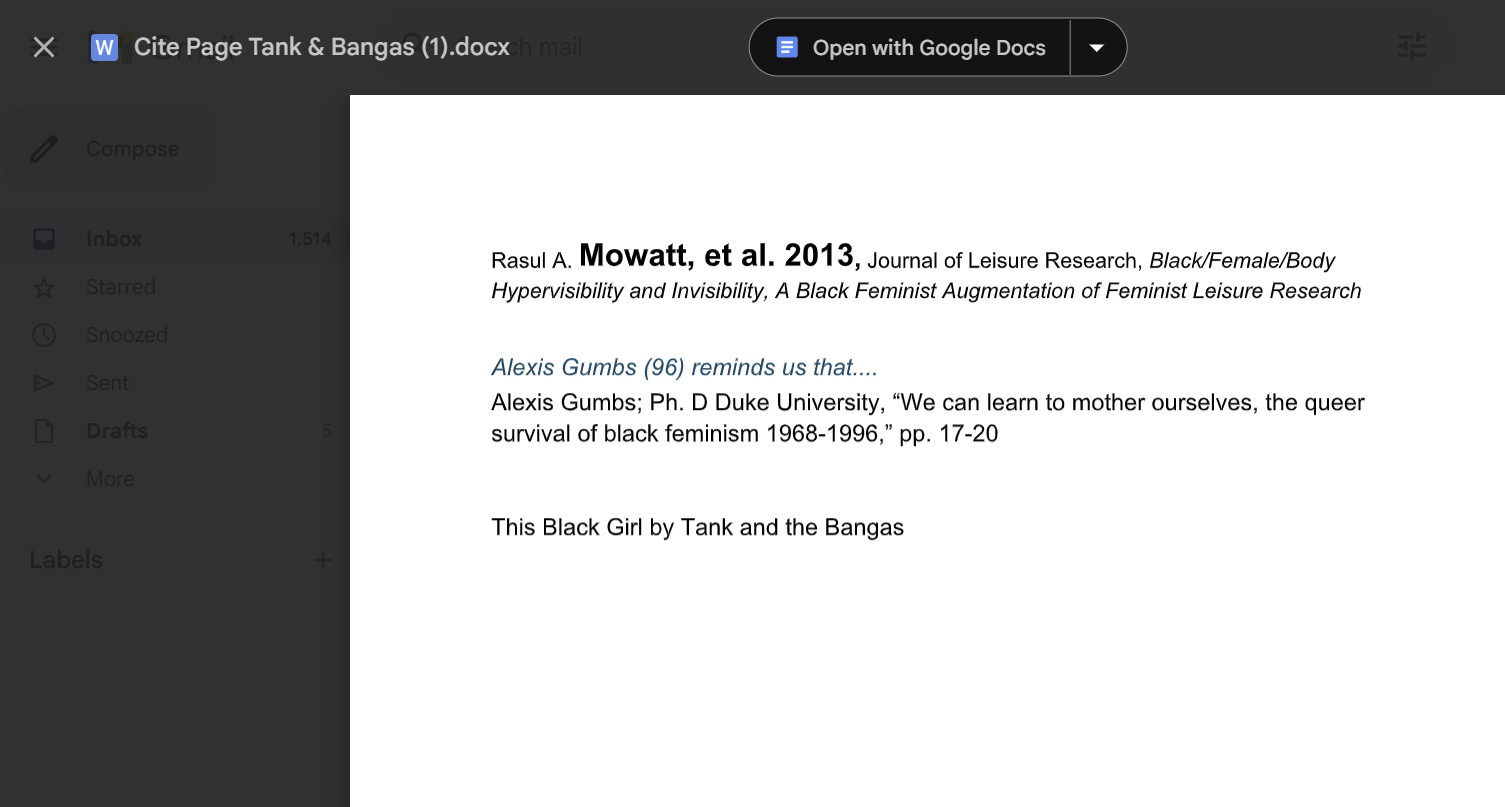 Cite Page Tank & Bangas (1).docx
ch mail
Open with Google Docs
Compose
Inbox 1,514
Starred
Snoozed
Sent
Drafts 5
More
Labels
Rasul A. Mowatt, et al. 2013, Journal of Leisure Research, Black/Female/Body
Hypervisibility and Invisibility, A Black Feminist Augmentation of Feminist Leisure Research
Alexis Gumbs (96) reminds us that....
Alexis Gumbs; Ph. D Duke University, “We can learn to mother ourselves, the queer
survival of black feminism 1968-1996,” pp. 17-20
This Black Girl by Tank and the Bangas